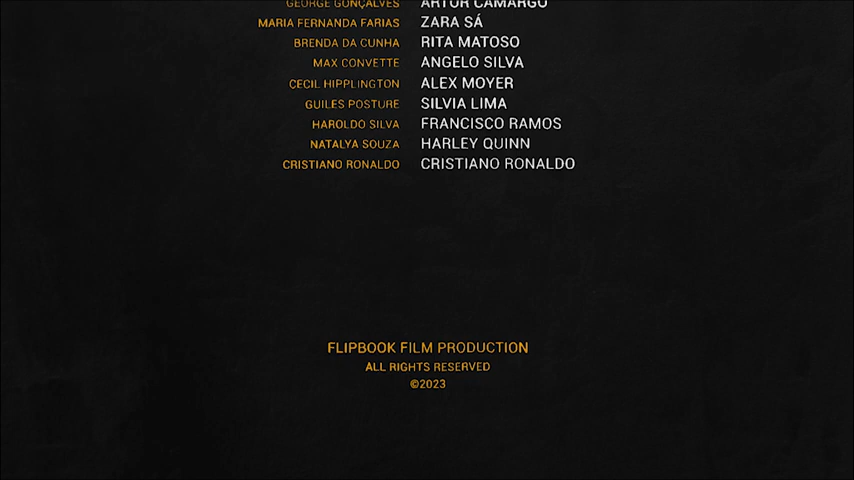 GEORGE GONÇALVES ARTUR CAMARGO
MARIA FERNANDA FARIAS ZARA SÁ
BRENDA DA CUNHA RITA MATOSO
MAX CONVETTE ANGELO SILVA
CECIL HIPPLINGTON ALEX MOYER
GUILES POSTURE SILVIA LIMA
HAROLDO SILVA FRANCISCO RAMOS
NATALYA SOUZA HARLEY QUINN
CRISTIANO RONALDO CRISTIANO RONALDO
FLIPBOOK FILM PRODUCTION
ALL RIGHTS RESERVED
©2023